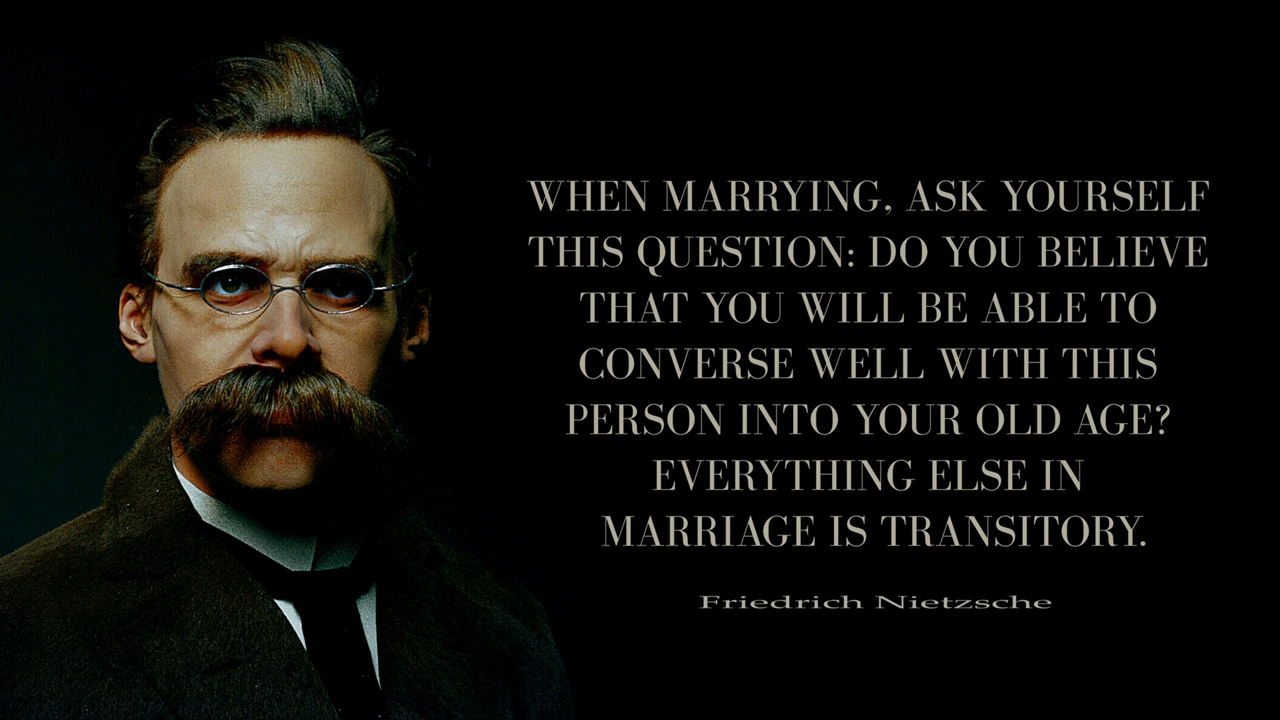 WHEN MARRYING, ASK YOURSELF
THIS QUESTION: DO YOU BELIEVE
THAT YOU WILL BE ABLE TO
CONVERSE WELL WITH THIS
PERSON INTO YOUR OLD AGE?
EVERYTHING ELSE IN
MARRIAGE IS TRANSITORY.
Friedrich Nietzsche